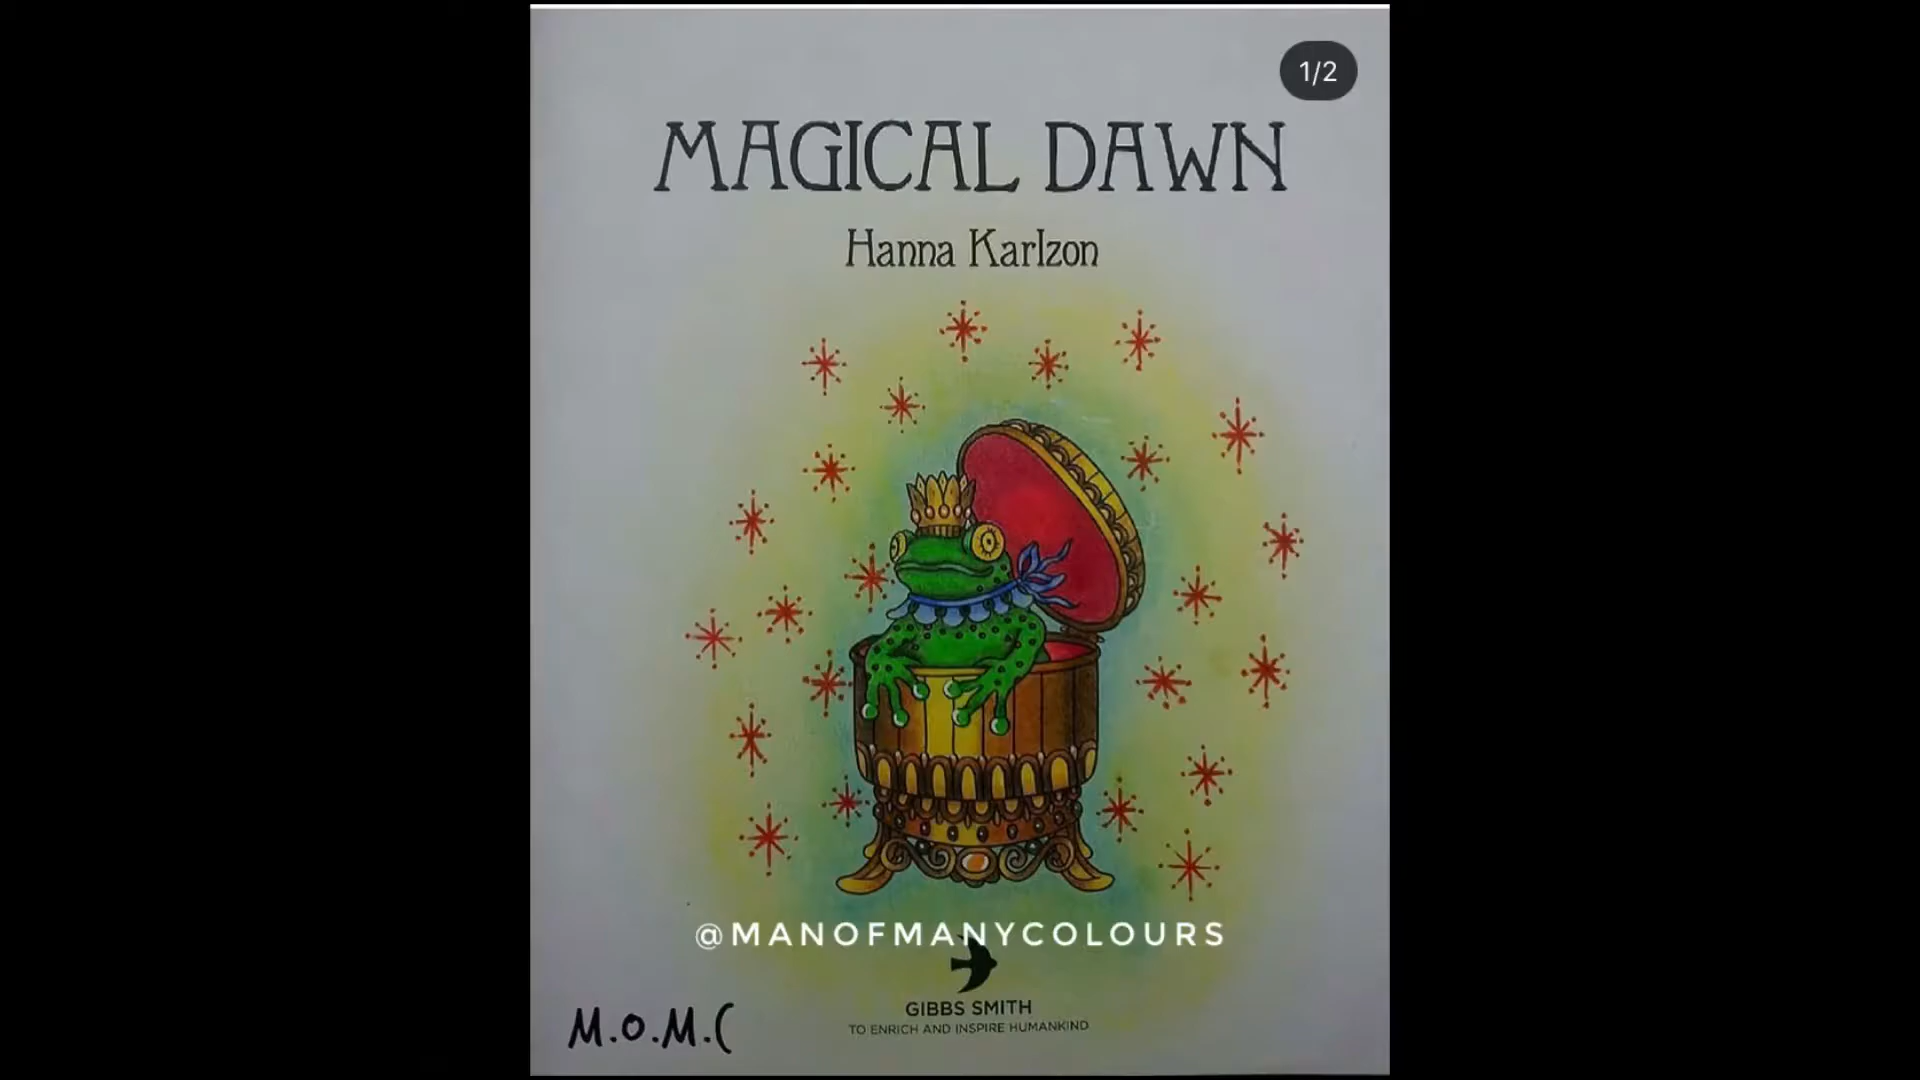 1/2
MAGICAL DAWN
Hanna Karlzon
@MANOFMANYCOLOURS
GIBBS SMITH
TO ENRICH AND INSPIRE HUMANKIND
M.O.M.C